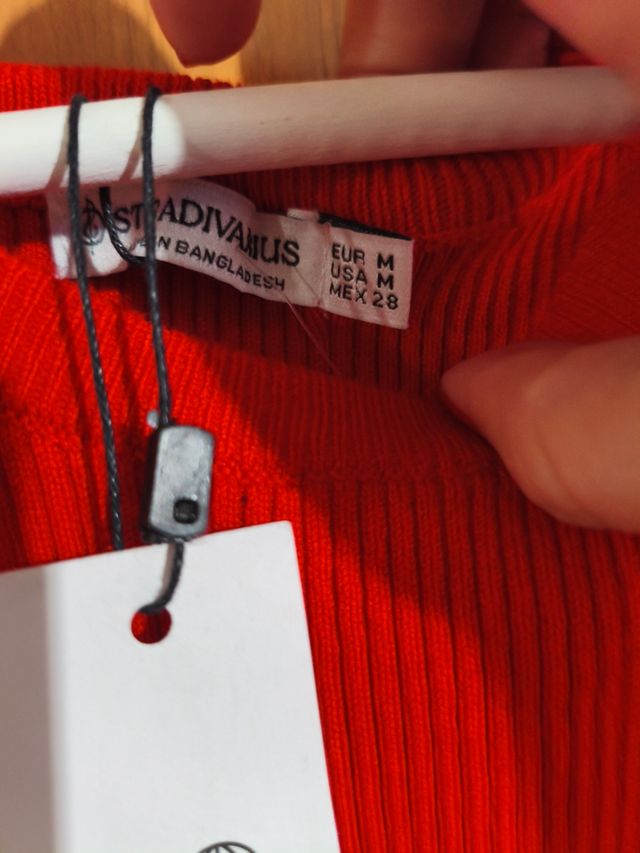 STRADIVARIUS
IN BANGLADESH
EUR M
USA M
MEX 28